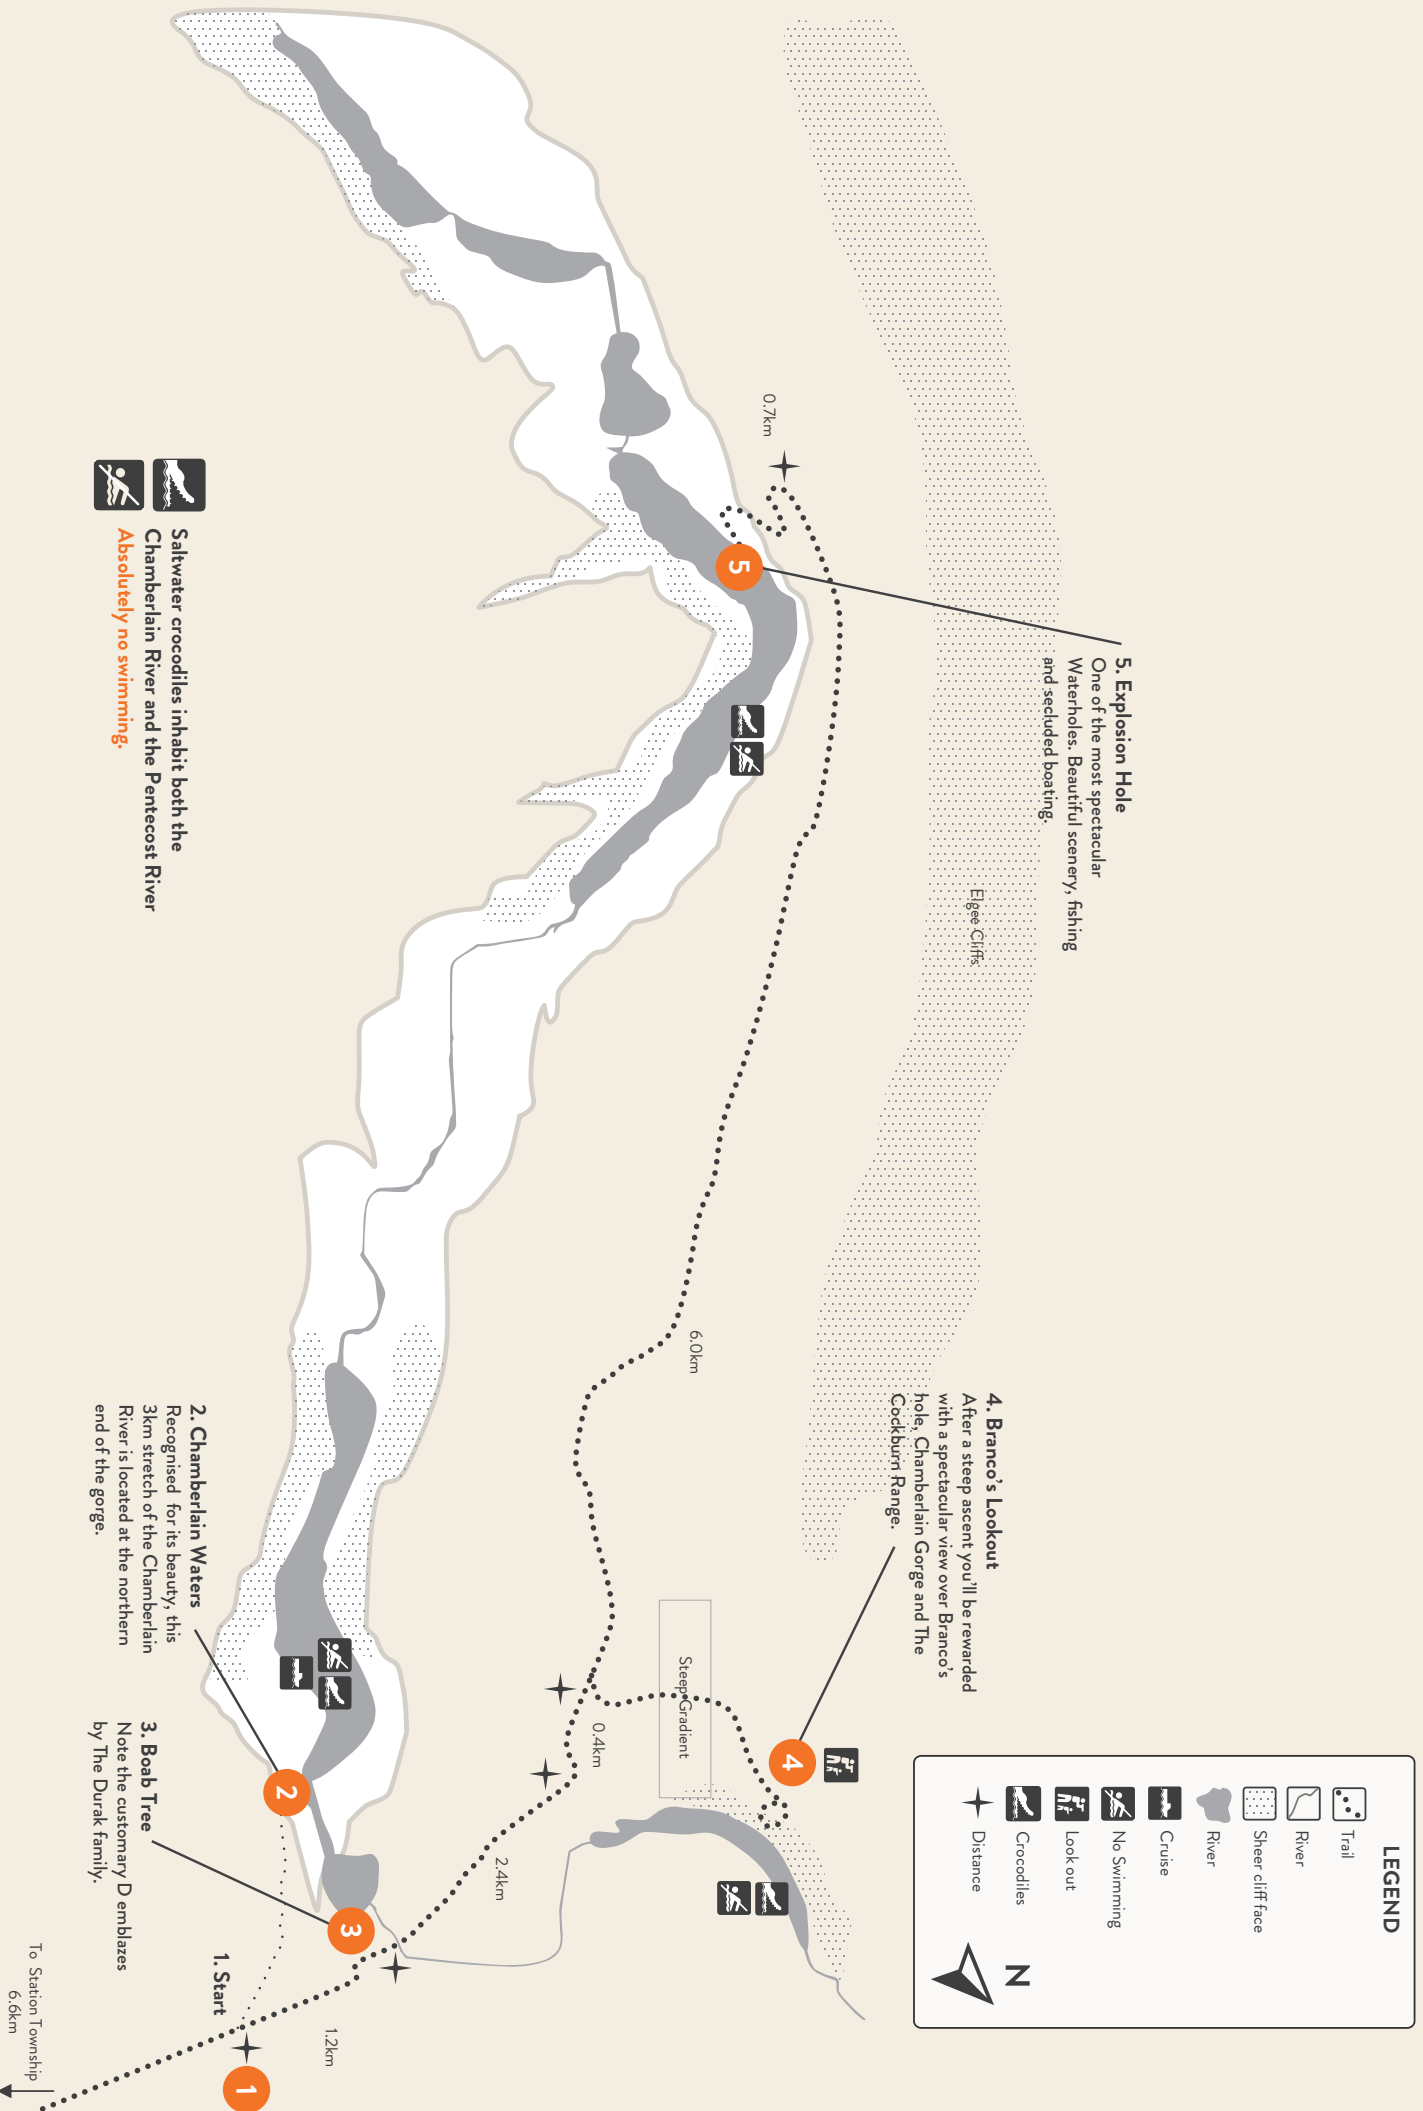 LEGEND
Trail
River
Sheer cliff face
River
Cruise
No Swimming
Look out
Crocodiles
Distance
N
5. Explosion Hole
One of the most spectacular
Waterholes. Beautiful scenery, fishing
and secluded boating.
Elgee Cliffs
4. Branco's Lookout
After a steep ascent you'll be rewarded
with a spectacular view over Branco's
hole, Chamberlain Gorge and The
Cockburn Range.
0.7km
5
6.0km
Steep Gradient
4
0.4km
2.4km
Saltwater crocodiles inhabit both the
Chamberlain River and the Pentecost River
Absolutely no swimming.
2. Chamberlain Waters
Recognised for its beauty, this
3km stretch of the Chamberlain
River is located at the northern
end of the gorge.
2
3. Boab Tree
Note the customary D emblazes
by The Durak family.
3
1.2km
1. Start
1
To Station Township
6.6km